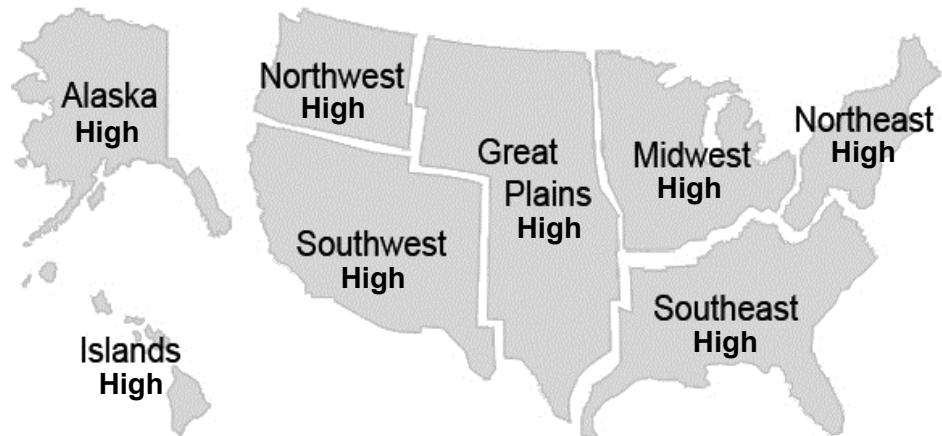 Alaska
High
Northwest
High
Great
Plains
High
Midwest
High
Northeast
High
Southwest
High
Southeast
High
Islands
High